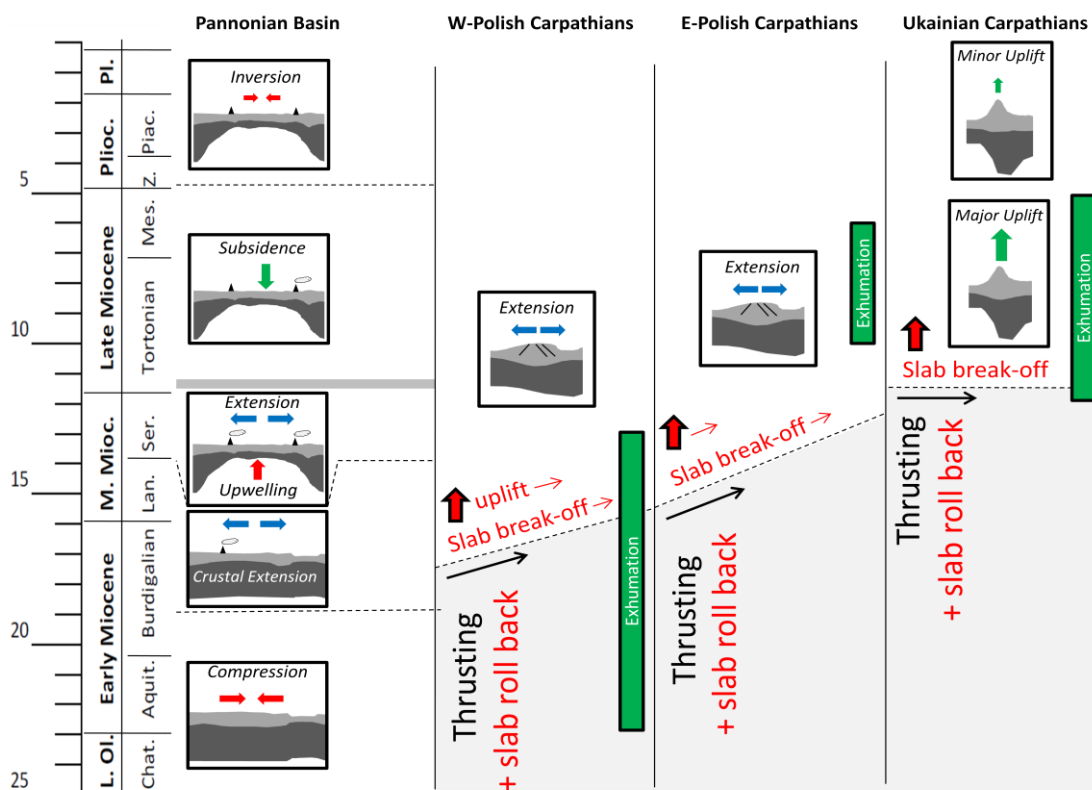 Pannonian Basin
W-Polish Carpathians
E-Polish Carpathians
Ukainian Carpathians
5
10
15
20
25
Pl.
Plioc.
Late Miocene
M. Mioc.
Early Miocene
L. Ol.
Piac.
Z.
Mes.
Tortonian
Ser.
Lan.
Burdigalian
Aquit.
Chat.
Inversion
Subsidence
Extension
Upwelling
Crustal Extension
Compression
Extension
uplift
Slab break-off
Thrusting
+ slab roll back
Exhumation
Extension
Slab break-off
Thrusting
+ slab roll back
Exhumation
Minor Uplift
Major Uplift
Slab break-off
Thrusting
+ slab roll back
Exhumation